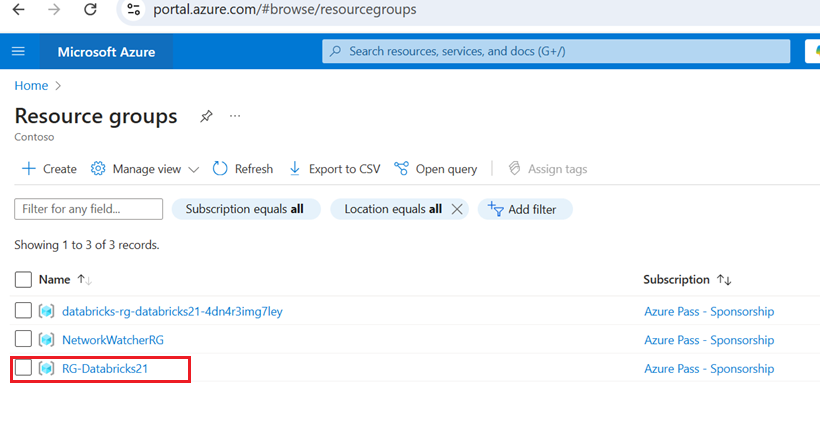 portal.azure.com/#browse/resourcegroups
Microsoft Azure
Search resources, services, and docs (G+/)
Home >
Resource groups
...
Contoso
Create Manage view Refresh Export to CSV Open query Assign tags
Filter for any field... Subscription equals all Location equals all Add filter
Showing 1 to 3 of 3 records.
Name ↑↓ Subscription ↑↓
databricks-rg-databricks21-4dn4r3img7ley Azure Pass - Sponsorship
NetworkWatcherRG Azure Pass - Sponsorship
RG-Databricks21 Azure Pass - Sponsorship